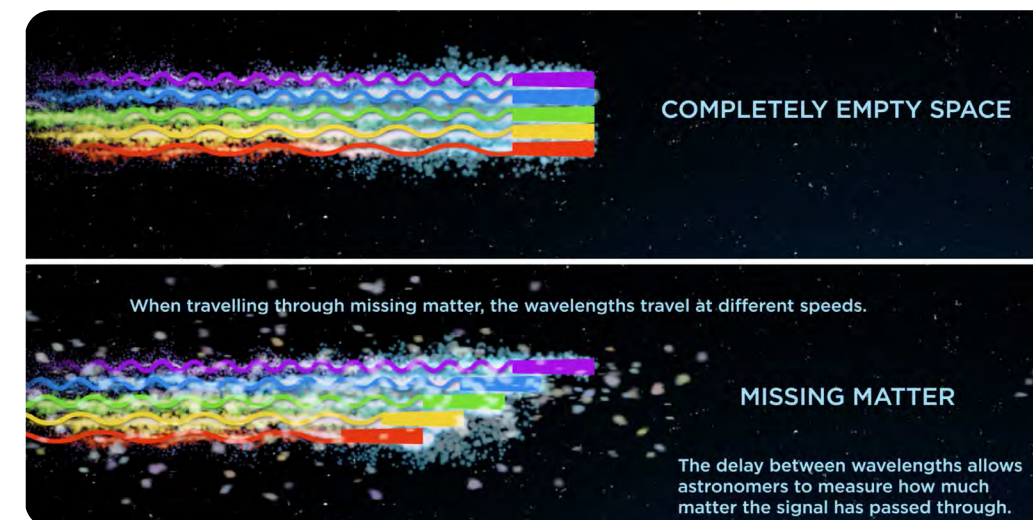 COMPLETELY EMPTY SPACE
When travelling through missing matter, the wavelengths travel at different speeds.
MISSING MATTER
The delay between wavelengths allows
astronomers to measure how much
matter the signal has passed through.